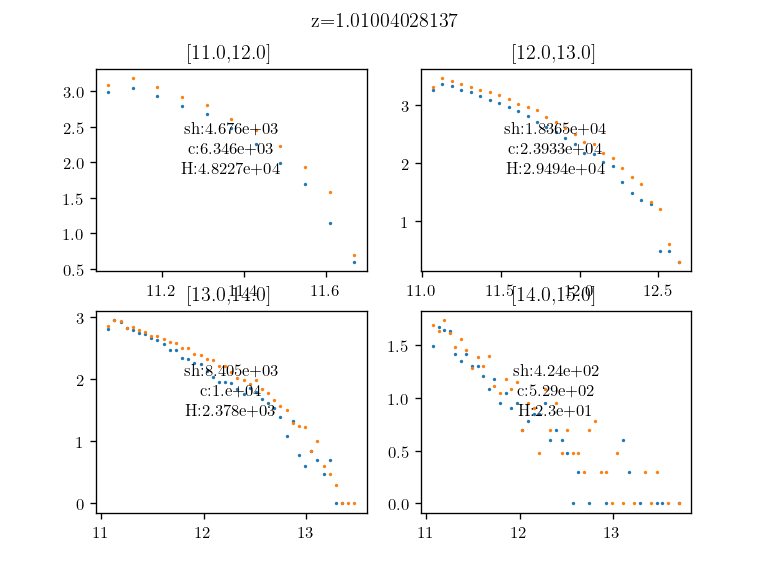 z=1.01004028137
[11.0,12.0]
3.0
2.5
2.0
1.5
1.0
0.5
sh:4.676e+03
c:6.346e+03
H:4.8227e+04
11.2
11.4
11.6
[12.0,13.0]
3
2
1
sh:1.8365e+04
c:2.3933e+04
H:2.9494e+04
11.0
11.5
12.0
12.5
[13.0,14.0]
3
2
1
0
sh:8.405e+03
c:1.e+04
H:2.378e+03
11
12
13
[14.0,15.0]
1.5
1.0
0.5
0.0
sh:4.24e+02
c:5.29e+02
H:2.3e+01
11
12
13